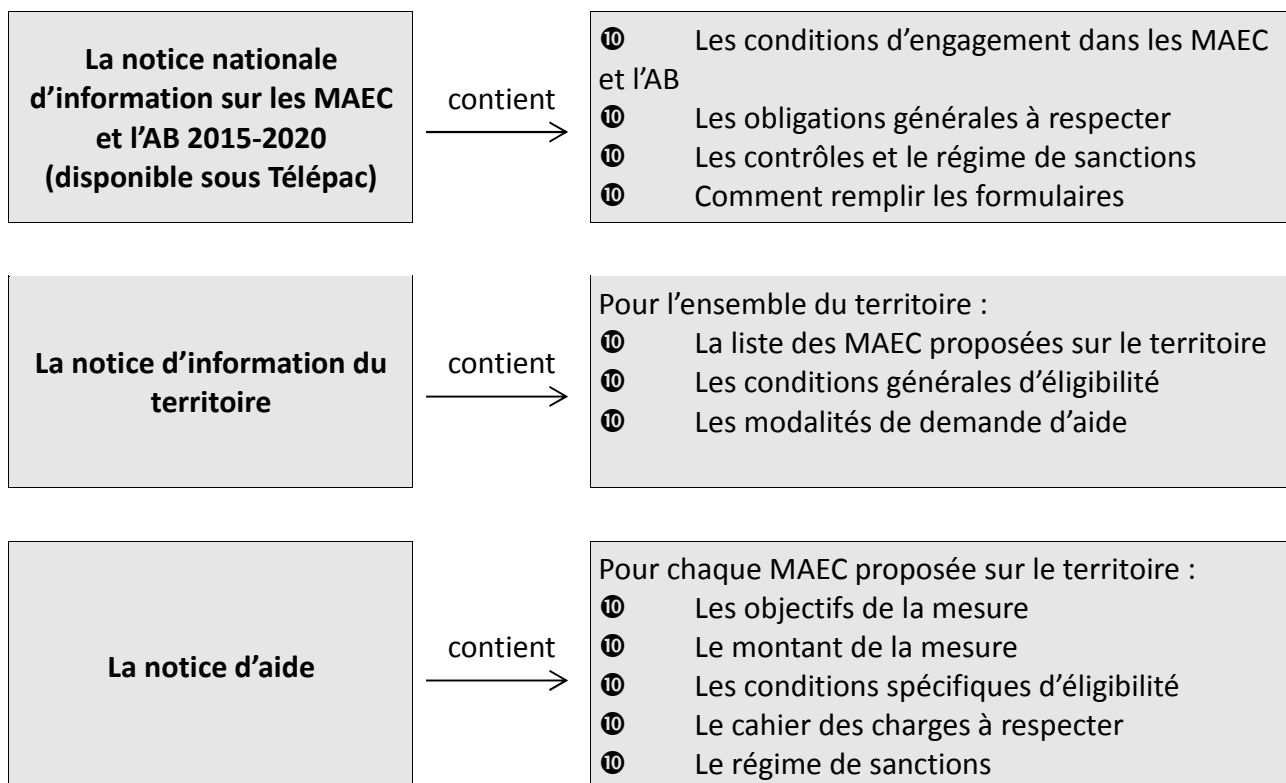 La notice nationale
d’information sur les MAEC
et l’AB 2015-2020
(disponible sous Télépac)
contient
❿ Les conditions d’engagement dans les MAEC
et l’AB
❿ Les obligations générales à respecter
❿ Les contrôles et le régime de sanctions
❿ Comment remplir les formulaires
La notice d’information du
territoire
contient
Pour l’ensemble du territoire :
❿ La liste des MAEC proposées sur le territoire
❿ Les conditions générales d’éligibilité
❿ Les modalités de demande d’aide
La notice d’aide
contient
Pour chaque MAEC proposée sur le territoire :
❿ Les objectifs de la mesure
❿ Le montant de la mesure
❿ Les conditions spécifiques d’éligibilité
❿ Le cahier des charges à respecter
❿ Le régime de sanctions